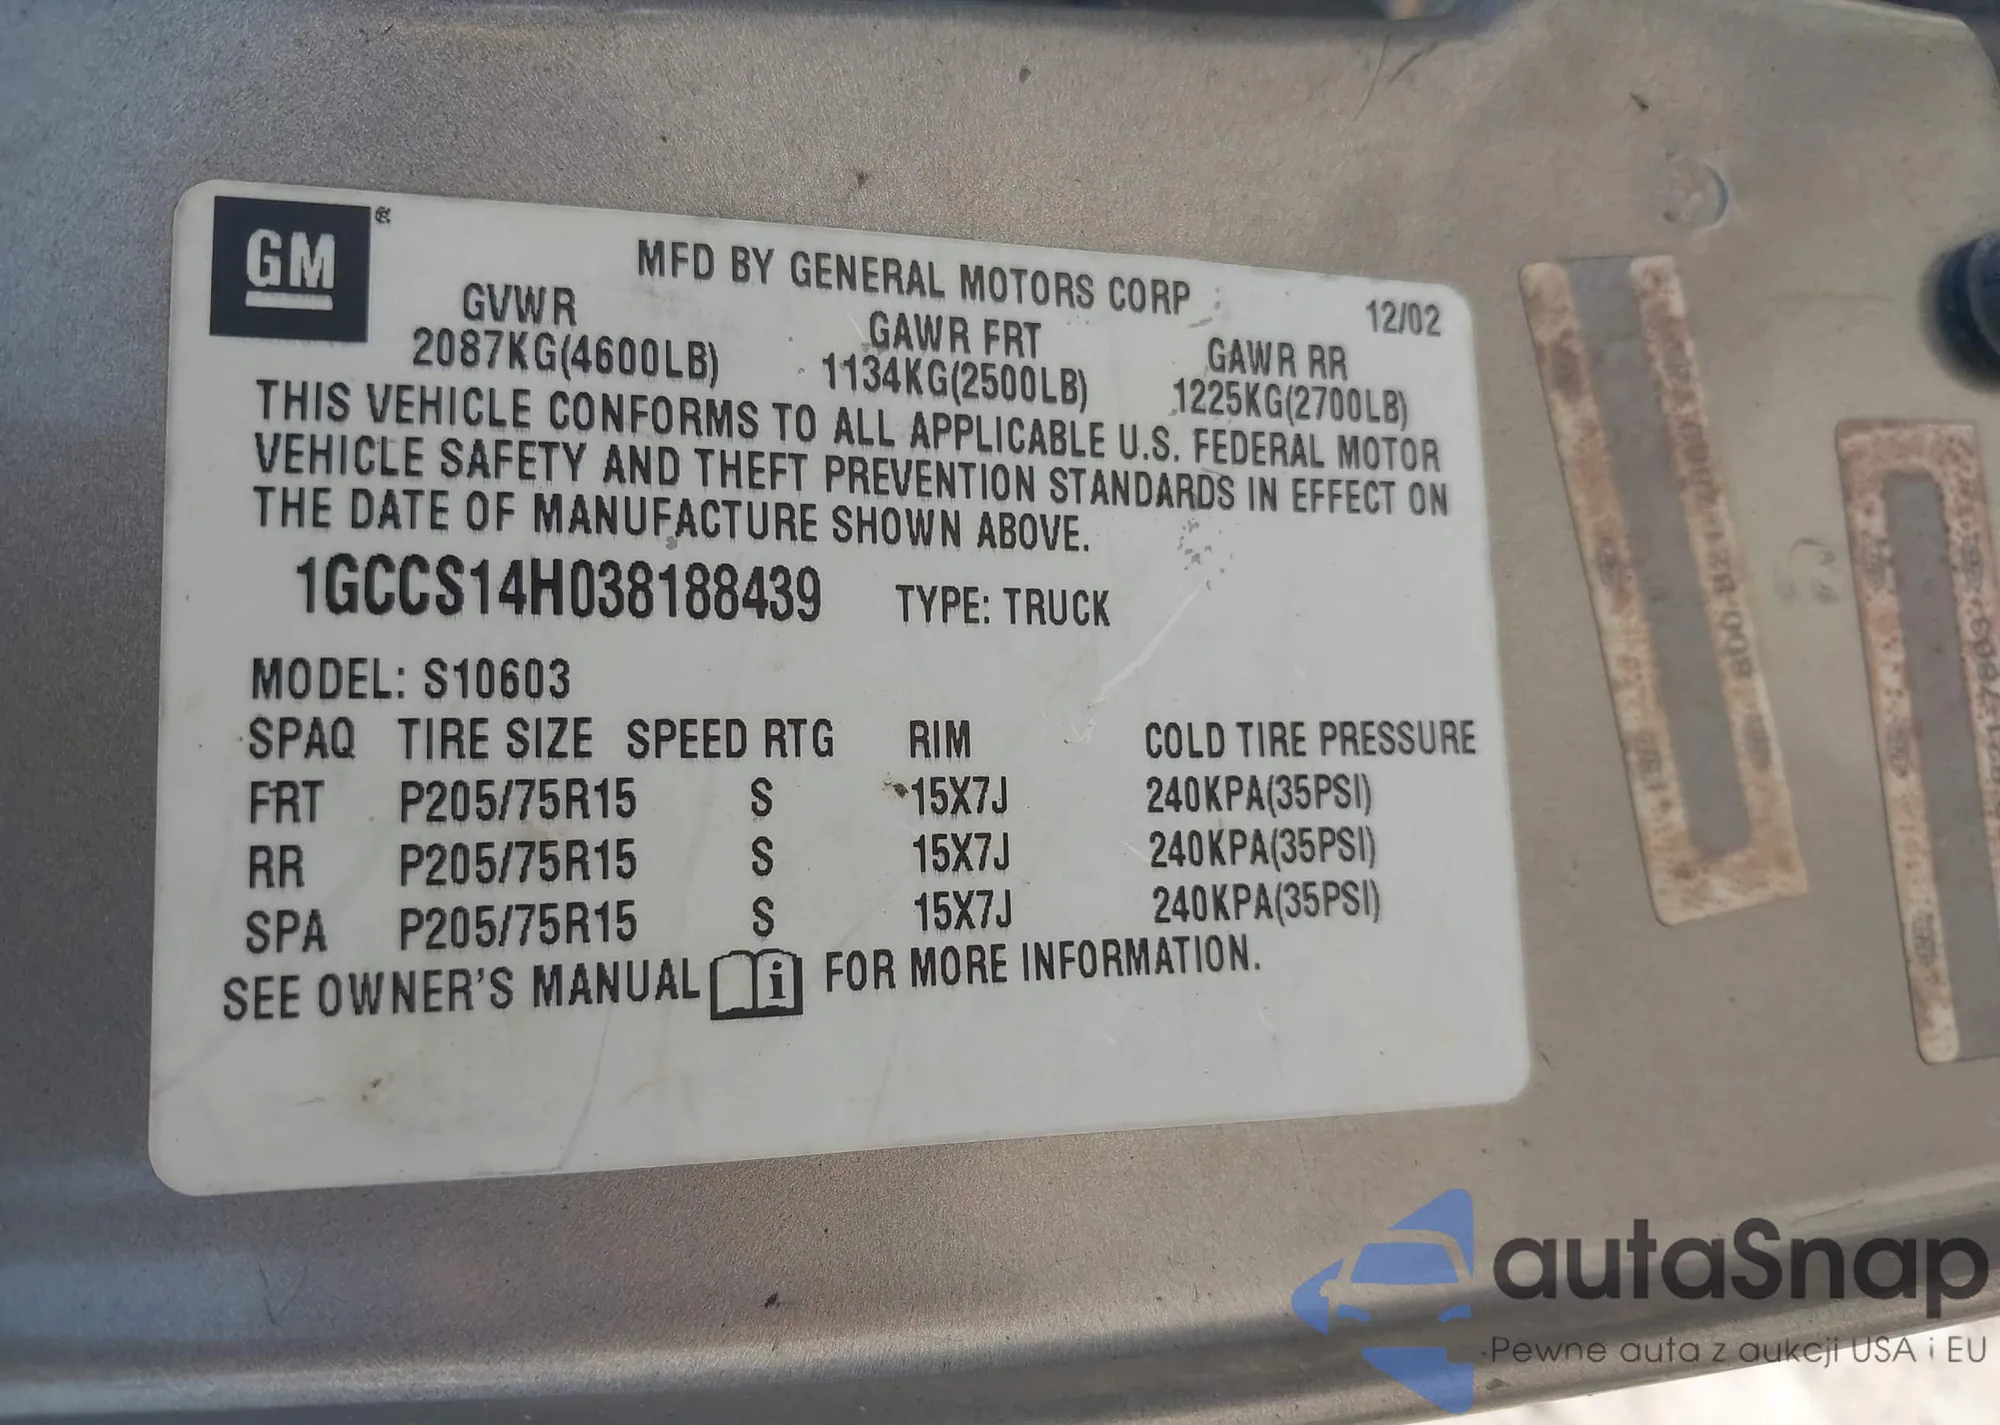 GM
MFD BY GENERAL MOTORS CORP
12/02
GVWR GAWR FRT GAWR RR
2087KG(4600LB) 1134KG(2500LB) 1225KG(2700LB)
THIS VEHICLE CONFORMS TO ALL APPLICABLE U.S. FEDERAL MOTOR
VEHICLE SAFETY AND THEFT PREVENTION STANDARDS IN EFFECT ON
THE DATE OF MANUFACTURE SHOWN ABOVE.
1GCCS14H038188439 TYPE: TRUCK
MODEL: S10603
SPAQ TIRE SIZE SPEED RTG RIM COLD TIRE PRESSURE
FRT P205/75R15 S 15X7J 240KPA(35PSI)
RR P205/75R15 S 15X7J 240KPA(35PSI)
SPA P205/75R15 S 15X7J 240KPA(35PSI)
SEE OWNER'S MANUAL i FOR MORE INFORMATION.
autaSnap
Pewne auta z aukcji USA i EU